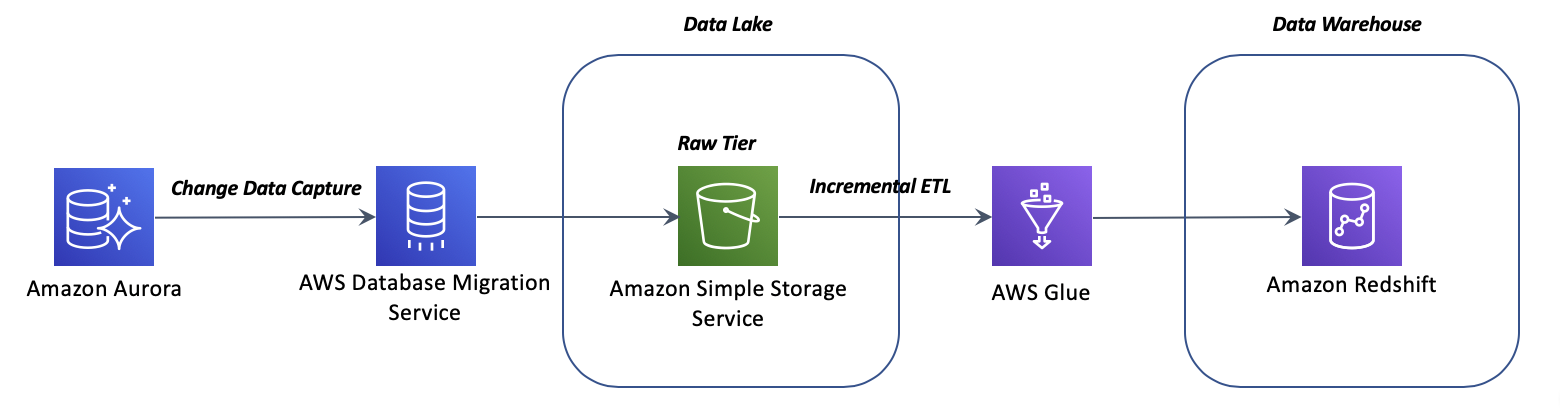 Data Lake
Data Warehouse
Raw Tier
Change Data Capture
Incremental ETL
Amazon Aurora
AWS Database Migration
Service
Amazon Simple Storage
Service
AWS Glue
Amazon Redshift